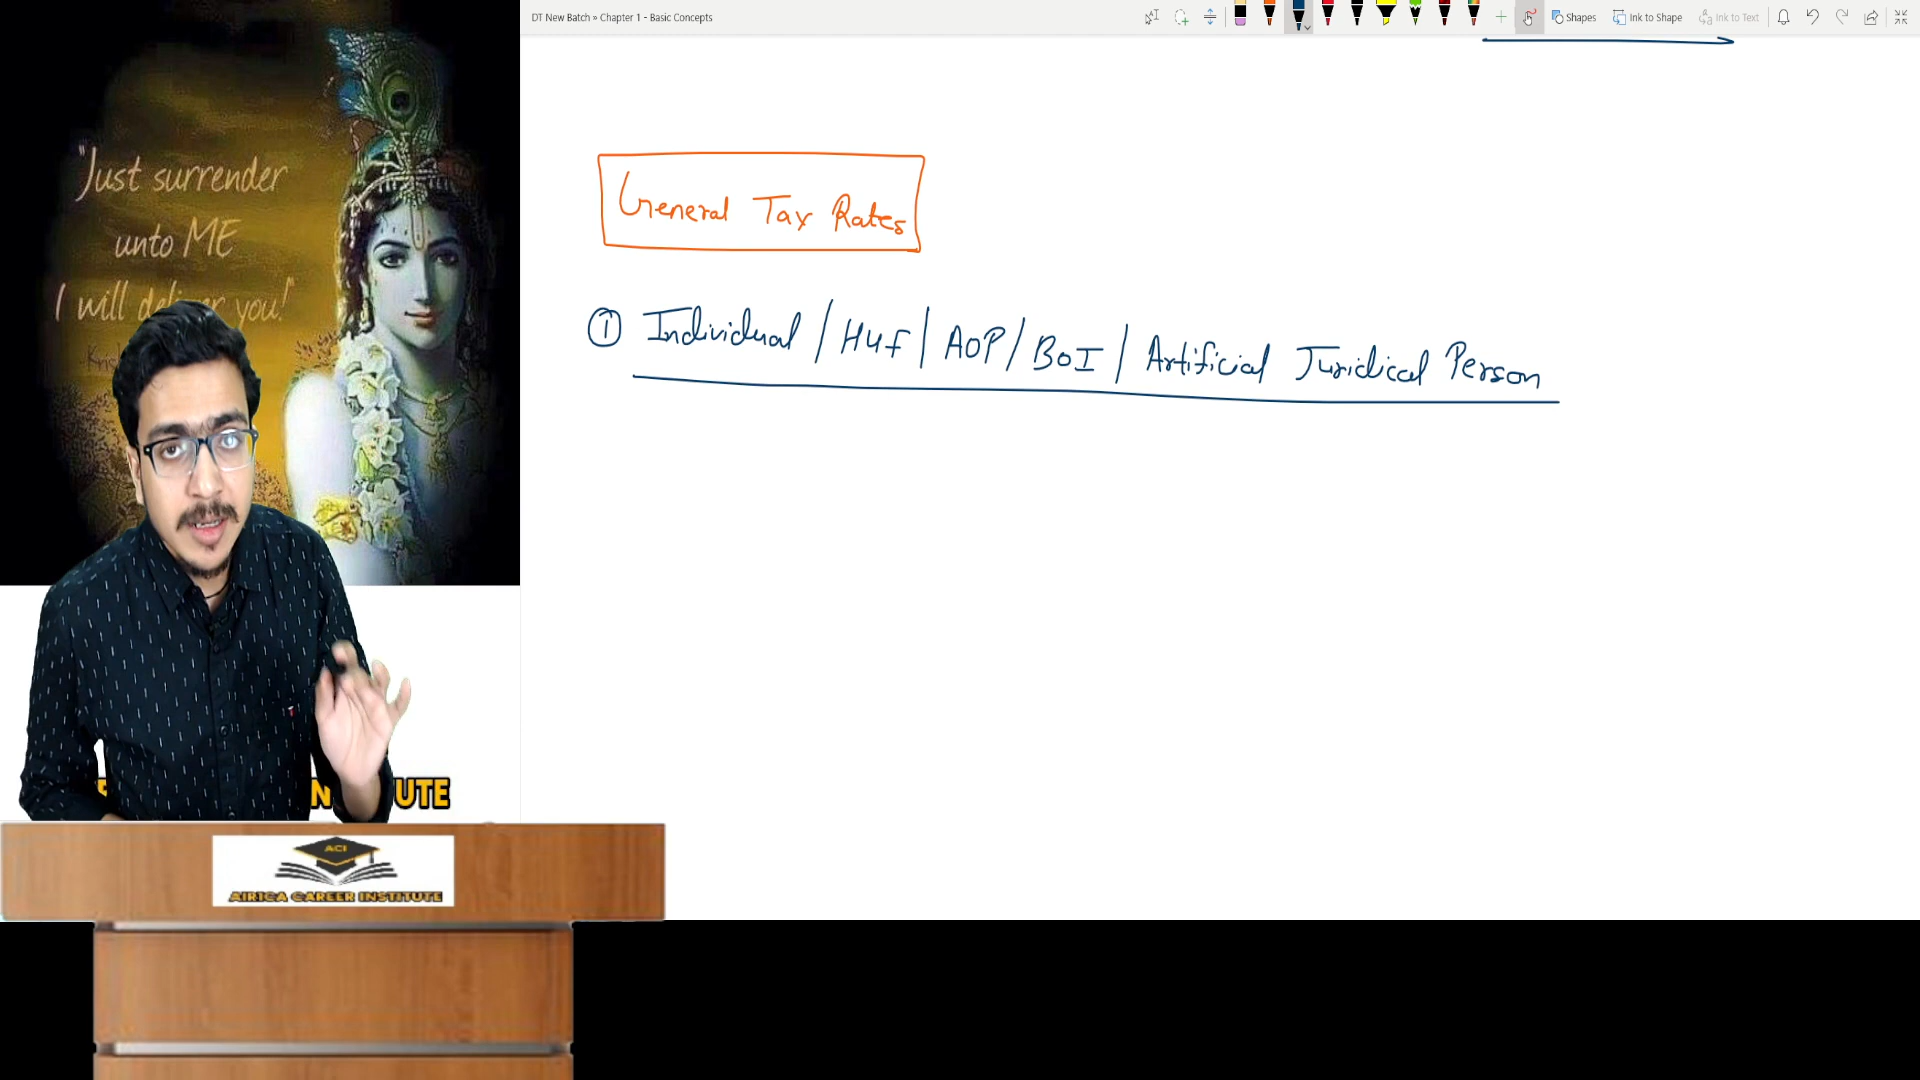 DT New Batch » Chapter 1 - Basic Concepts
Shapes
Ink to Shape
Ink to Text
"Just surrender
unto ME
I will deliver you!"
General Tax Rates
① Individual / HUF / AOP / BOI / Artificial Juridical Person
UTE
ACI
AIRICA CAREER INSTITUTE